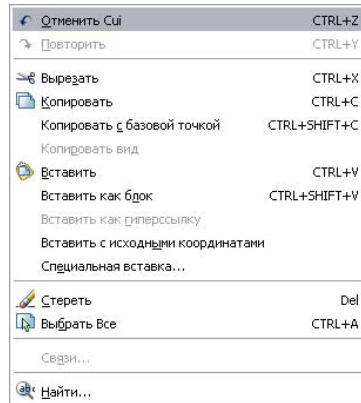 Отменить Cui CTRL+Z
Повторить CTRL+Y
Вырезать CTRL+X
Копировать CTRL+C
Копировать с базовой точкой CTRL+SHIFT+C
Копировать вид
Вставить CTRL+V
Вставить как блок CTRL+SHIFT+V
Вставить как гиперссылку
Вставить с исходными координатами
Специальная вставка...
Стереть Del
Выбрать Все CTRL+A
Связи...
abc Найти...